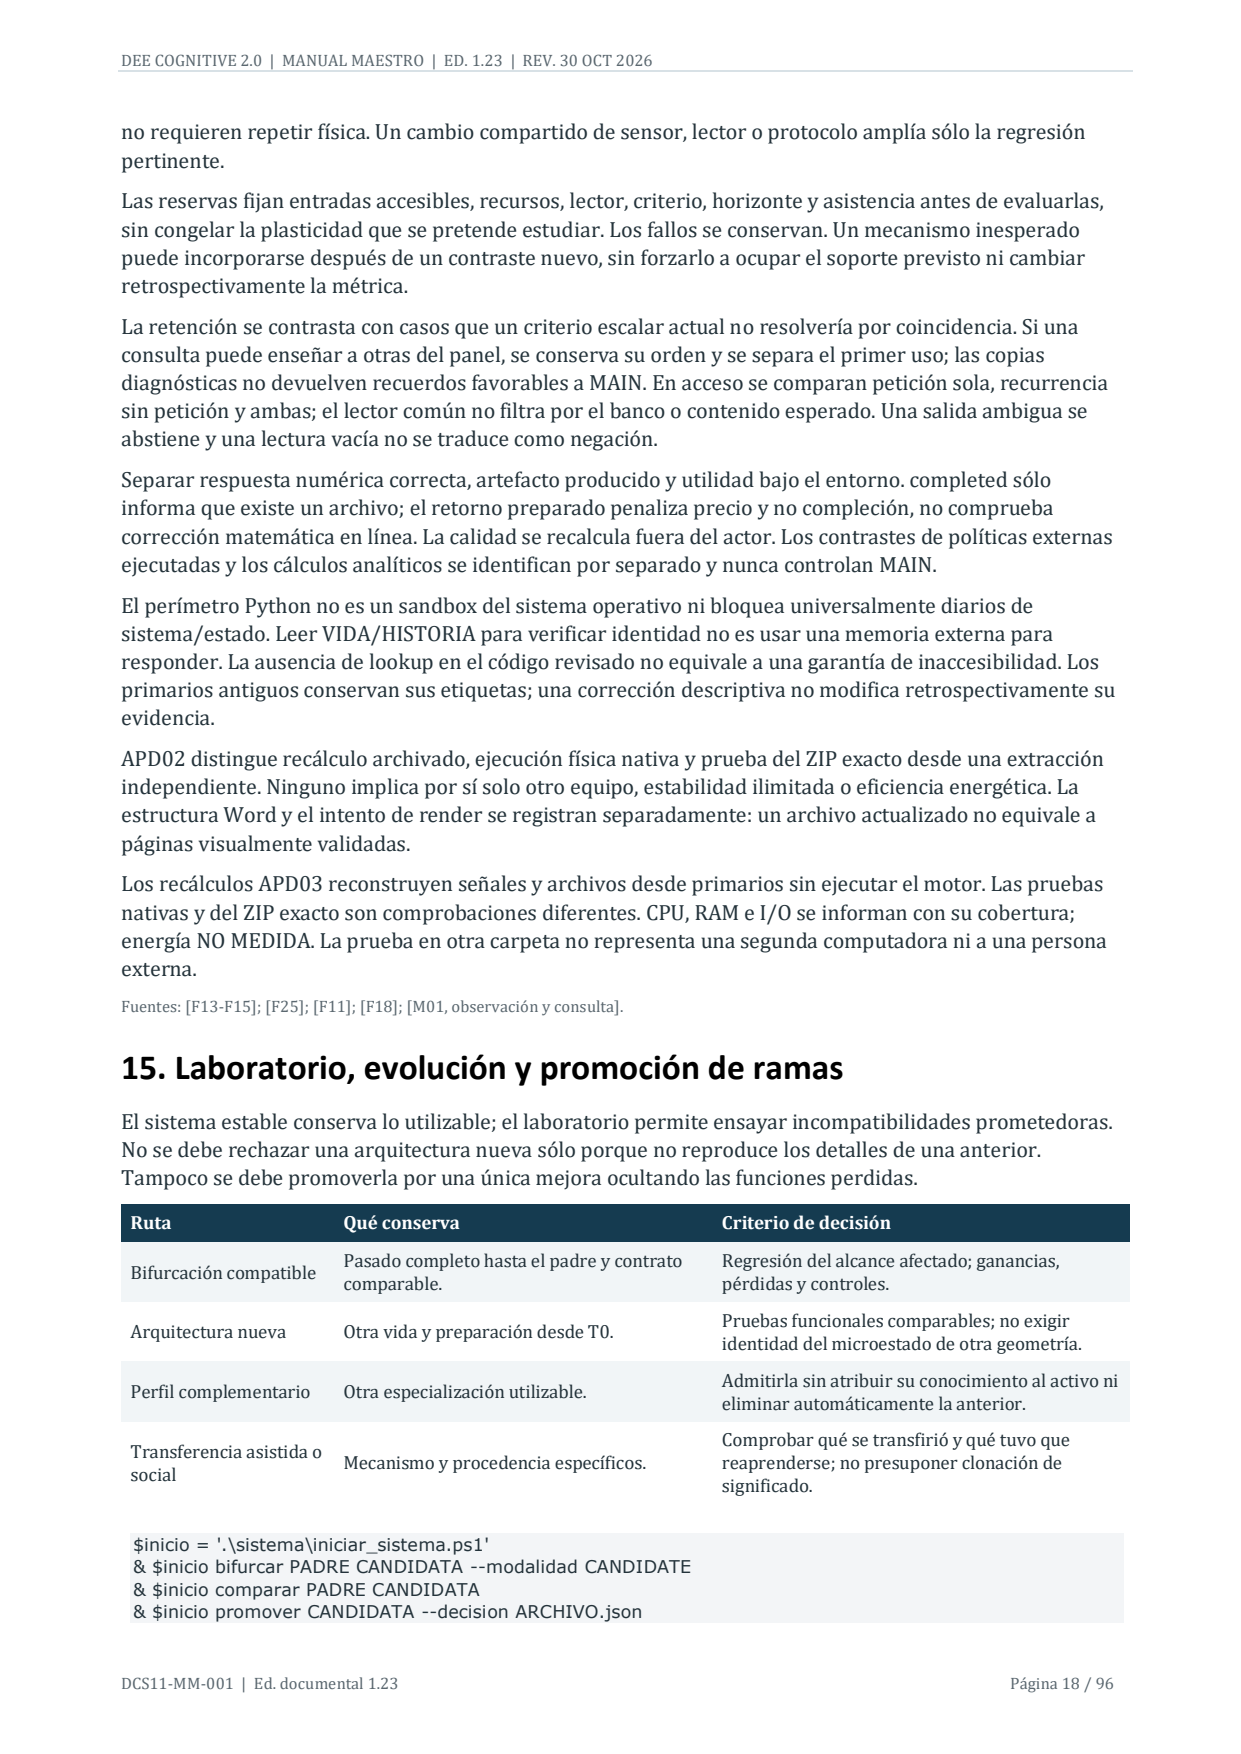 DEE COGNITIVE 2.0 | MANUAL MAESTRO | ED. 1.23 | REV. 30 OCT 2026
no requieren repetir física. Un cambio compartido de sensor, lector o protocolo amplía sólo la regresión
pertinente.
Las reservas fijan entradas accesibles, recursos, lector, criterio, horizonte y asistencia antes de evaluarlas,
sin congelar la plasticidad que se pretende estudiar. Los fallos se conservan. Un mecanismo inesperado
puede incorporarse después de un contraste nuevo, sin forzarlo a ocupar el soporte previsto ni cambiar
retrospectivamente la métrica.
La retención se contrasta con casos que un criterio escalar actual no resolvería por coincidencia. Si una
consulta puede enseñar a otras del panel, se conserva su orden y se separa el primer uso; las copias
diagnósticas no devuelven recuerdos favorables a MAIN. En acceso se comparan petición sola, recurrencia
sin petición y ambas; el lector común no filtra por el banco o contenido esperado. Una salida ambigua se
abstiene y una lectura vacía no se traduce como negación.
Separar respuesta numérica correcta, artefacto producido y utilidad bajo el entorno. completed sólo
informa que existe un archivo; el retorno preparado penaliza precio y no compleción, no comprueba
corrección matemática en línea. La calidad se recalcula fuera del actor. Los contrastes de políticas externas
ejecutadas y los cálculos analíticos se identifican por separado y nunca controlan MAIN.
El perímetro Python no es un sandbox del sistema operativo ni bloquea universalmente diarios de
sistema/estado. Leer VIDA/HISTORIA para verificar identidad no es usar una memoria externa para
responder. La ausencia de lookup en el código revisado no equivale a una garantía de inaccesibilidad. Los
primarios antiguos conservan sus etiquetas; una corrección descriptiva no modifica retrospectivamente su
evidencia.
APD02 distingue recálculo archivado, ejecución física nativa y prueba del ZIP exacto desde una extracción
independiente. Ninguno implica por sí solo otro equipo, estabilidad ilimitada o eficiencia energética. La
estructura Word y el intento de render se registran separadamente: un archivo actualizado no equivale a
páginas visualmente validadas.
Los recálculos APD03 reconstruyen señales y archivos desde primarios sin ejecutar el motor. Las pruebas
nativas y del ZIP exacto son comprobaciones diferentes. CPU, RAM e I/O se informan con su cobertura;
energía NO MEDIDA. La prueba en otra carpeta no representa una segunda computadora ni a una persona
externa.
Fuentes: [F13-F15]; [F25]; [F11]; [F18]; [M01, observación y consulta].
15. Laboratorio, evolución y promoción de ramas
El sistema estable conserva lo utilizable; el laboratorio permite ensayar incompatibilidades prometedoras.
No se debe rechazar una arquitectura nueva sólo porque no reproduce los detalles de una anterior.
Tampoco se debe promoverla por una única mejora ocultando las funciones perdidas.
Ruta Qué conserva Criterio de decisión
Bifurcación compatible
Pasado completo hasta el padre y contrato
comparable.
Regresión del alcance afectado; ganancias,
pérdidas y controles.
Arquitectura nueva
Otra vida y preparación desde T0.
Pruebas funcionales comparables; no exigir
identidad del microestado de otra geometría.
Perfil complementario
Otra especialización utilizable.
Admitirla sin atribuir su conocimiento al activo ni
eliminar automáticamente la anterior.
Transferencia asistida o
social
Mecanismo y procedencia específicos.
Comprobar qué se transfirió y qué tuvo que
reaprenderse; no presuponer clonación de
significado.
$inicio = '.\sistema\iniciar_sistema.ps1'
& $inicio bifurcar PADRE CANDIDATA --modalidad CANDIDATE
& $inicio comparar PADRE CANDIDATA
& $inicio promover CANDIDATA --decision ARCHIVO.json
DCS11-MM-001 | Ed. documental 1.23
Página 18 / 96